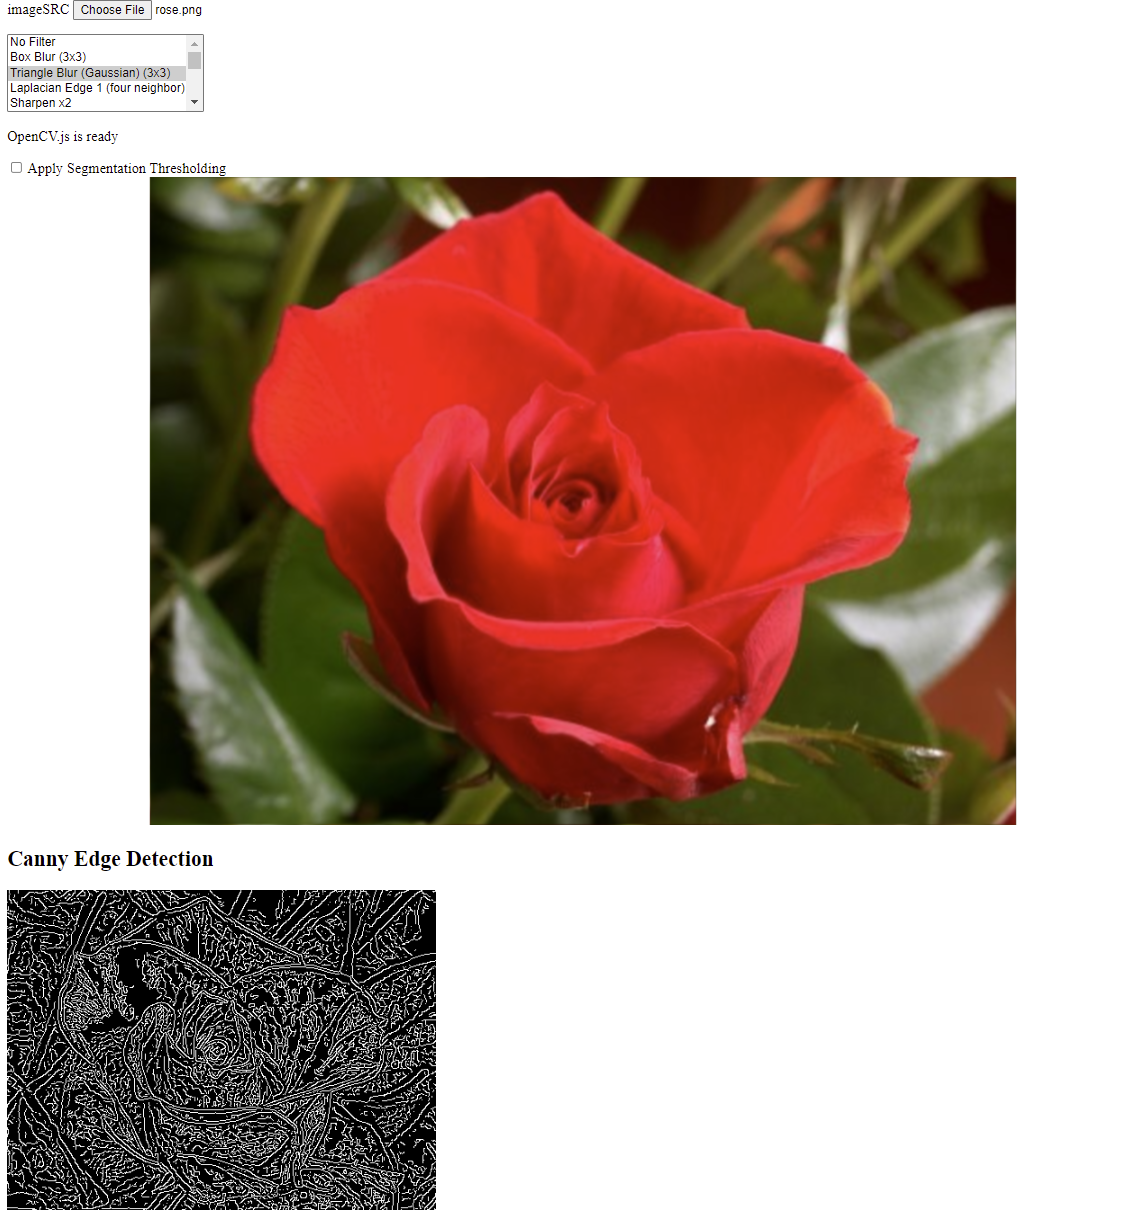 imageSRC Choose File rose.png
No Filter
Box Blur (3x3)
Triangle Blur (Gaussian) (3x3)
Laplacian Edge 1 (four neighbor)
Sharpen x2
OpenCV.js is ready
Apply Segmentation Thresholding
Canny Edge Detection